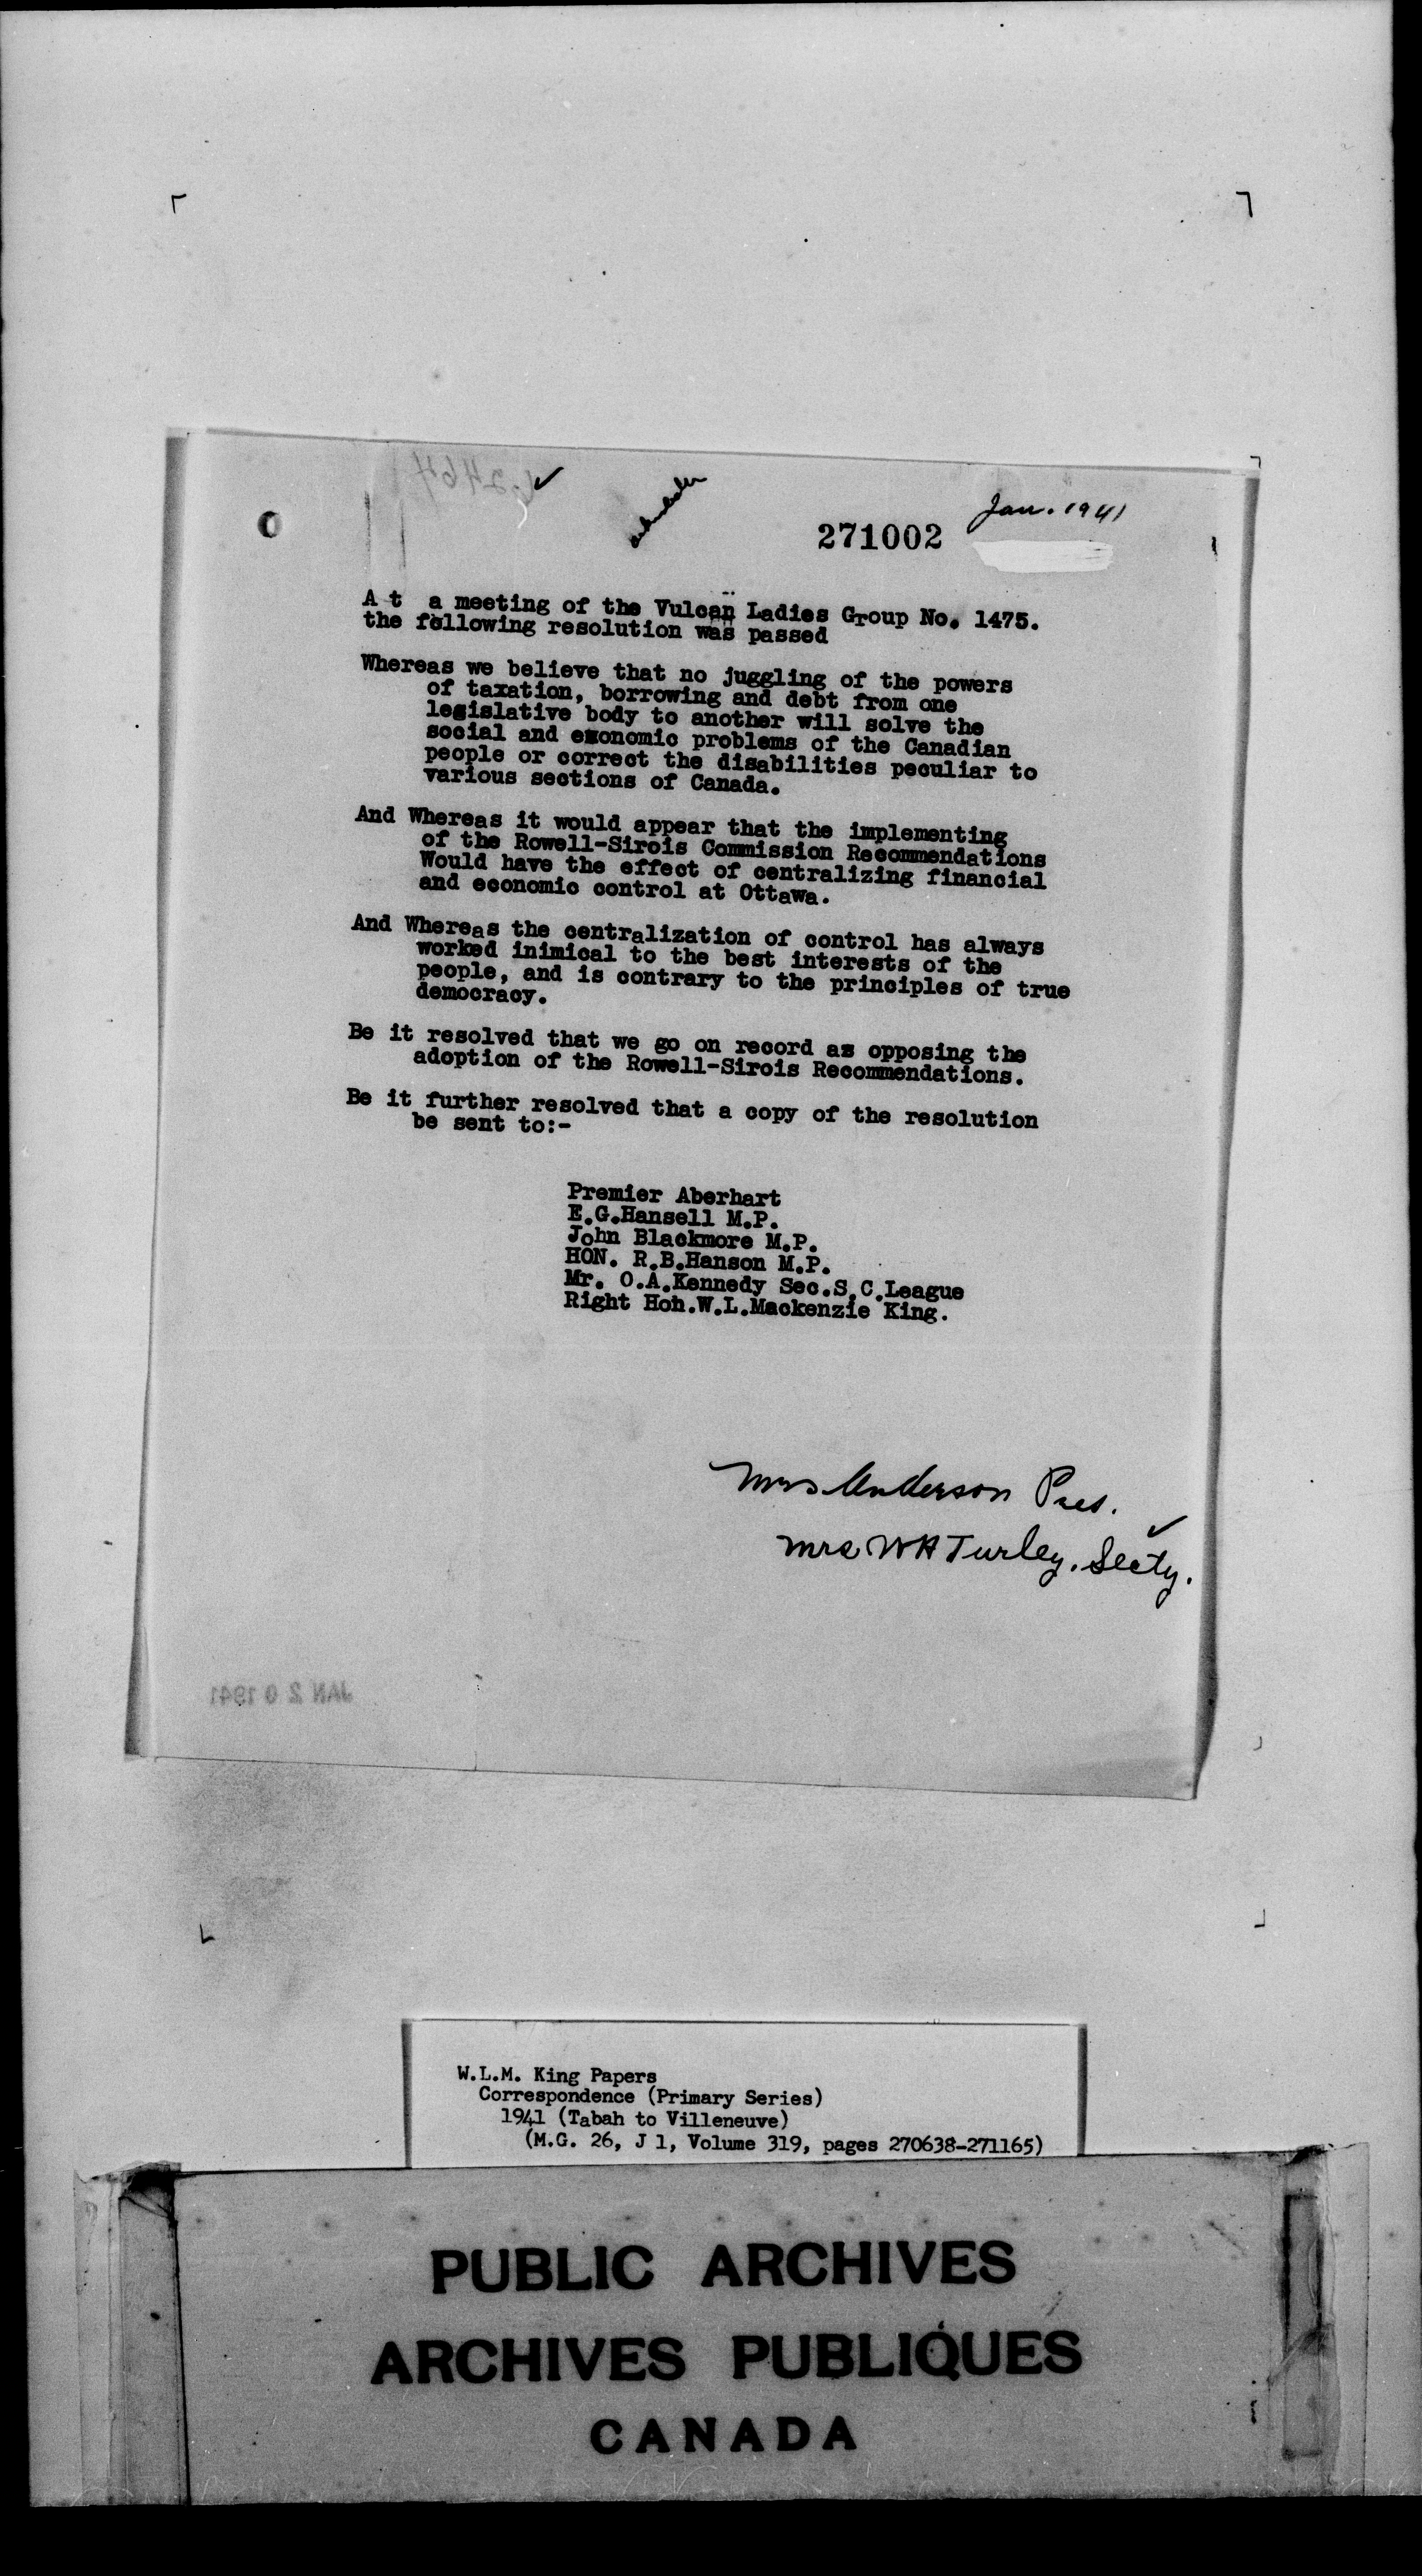 Jan. 1941
271002
A t a meeting of the Vulcan Ladies Group No. 1475.
the following resolution was passed
Whereas we believe that no juggling of the powers
of taxation, borrowing and debt from one
legislative body to another will solve the
social and exonomic problems of the Canadian
people or correct the disabilities peculiar to
various sections of Canada.
And Whereas it would appear that the implementing
of the Rowell-Sirois Commission Recommendations
Would have the effect of centralizing financial
and economic control at Ottawa.
And Whereas the centralization of control has always
worked inimical to the best interests of the
people, and is contrary to the principles of true
democracy.
Be it resolved that we go on record as opposing the
adoption of the Rowell-Sirois Recommendations.
Be it further resolved that a copy of the resolution
be sent to:-
Premier Aberhart
E.G.Hansell M.P.
John Blackmore M.P.
HON. R.B.Hanson M.P.
Mr. O.A.Kennedy Sec.S.C.League
Right Hon.W.L.Mackenzie King.
Mrs Anderson Pres.
Mrs W H Turley. Secty.
JAN 20 1941
W.L.M. King Papers
Correspondence (Primary Series)
1941 (Tabah to Villeneuve)
(M.G. 26, J 1, Volume 319, pages 270638-271165)
PUBLIC ARCHIVES
ARCHIVES PUBLIQUES
CANADA